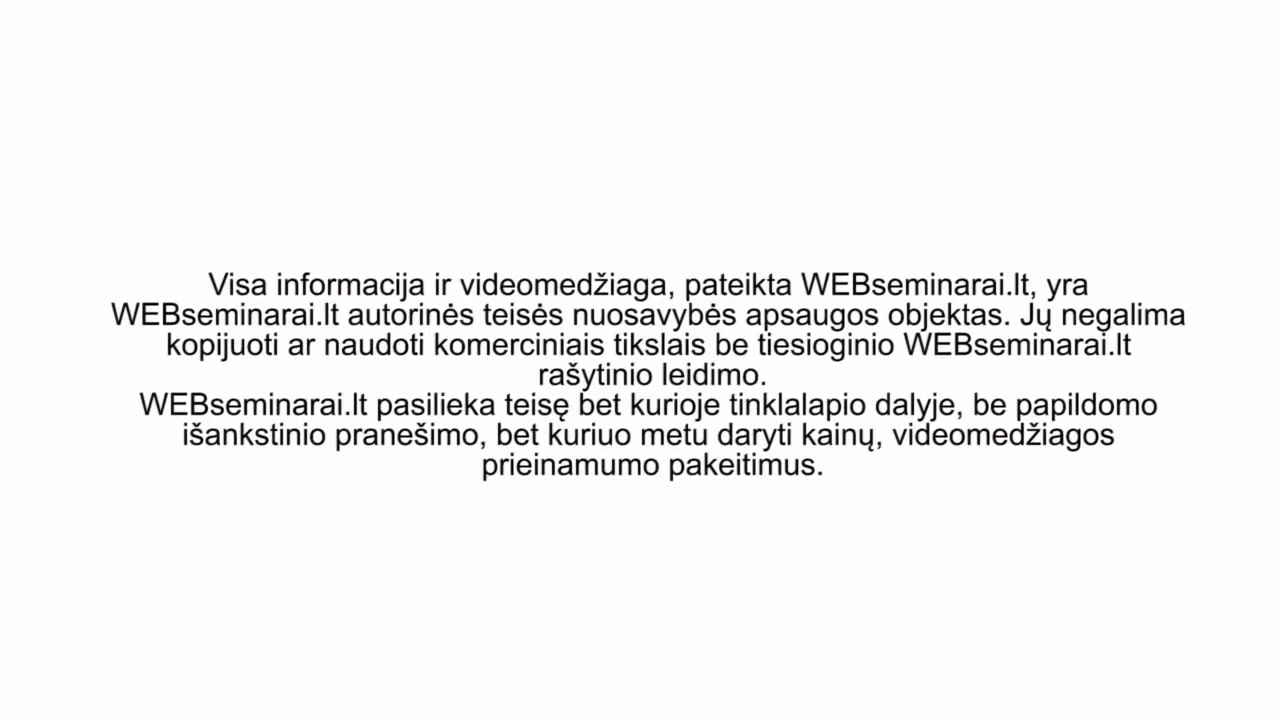 Visa informacija ir videomedžiaga, pateikta WEBseminarai.lt, yra
WEBseminarai.lt autorinės teisės nuosavybės apsaugos objektas. Jų negalima
kopijuoti ar naudoti komerciniais tikslais be tiesioginio WEBseminarai.lt
rašytinio leidimo.
WEBseminarai.lt pasilieka teisę bet kurioje tinklalapio dalyje, be papildomo
išankstinio pranešimo, bet kuriuo metu daryti kainų, videomedžiagos
prieinamumo pakeitimus.